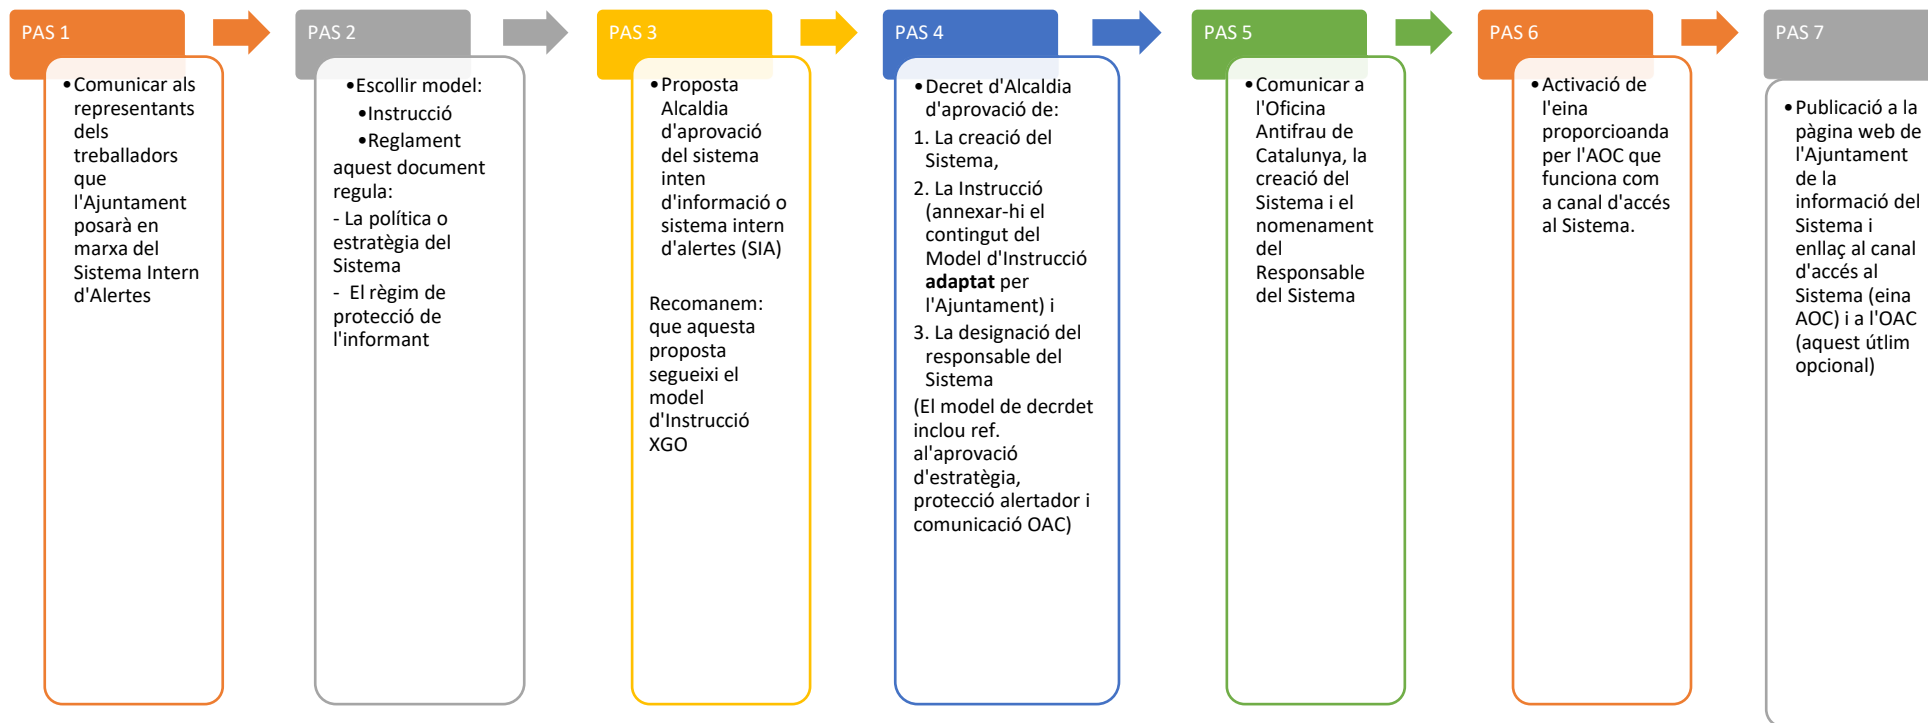 PAS 1
•Comunicar als
representants
dels
treballadors
que
l'Ajuntament
posarà en
marxa del
Sistema Intern
d'Alertes
PAS 2
•Escollir model:
•Instrucció
•Reglament
aquest document
regula:
- La política o
estratègia del
Sistema
- El règim de
protecció de
l'informant
PAS 3
•Proposta
Alcaldia
d'aprovació
del sistema
inten
d'informació o
sistema intern
d'alertes (SIA)
Recomanem:
que aquesta
proposta
segueixi el
model
d'Instrucció
XGO
PAS 4
•Decret d'Alcaldia
d'aprovació de:
1. La creació del
Sistema,
2. La Instrucció
(annexar-hi el
contingut del
Model d'Instrucció
adaptat per
l'Ajuntament) i
3. La designació del
responsable del
Sistema
(El model de decrdet
inclou ref.
al'aprovació
d'estratègia,
protecció alertador i
comunicació OAC)
PAS 5
•Comunicar a
l'Oficina
Antifrau de
Catalunya, la
creació del
Sistema i el
nomenament
del
Responsable
del Sistema
PAS 6
•Activació de
l'eina
proporcioanda
per l'AOC que
funciona com
a canal d'accés
al Sistema.
PAS 7
•Publicació a la
pàgina web de
l'Ajuntament
de la
informació del
Sistema i
enllaç al canal
d'accés al
Sistema (eina
AOC) i a l'OAC
(aquest útlim
opcional)